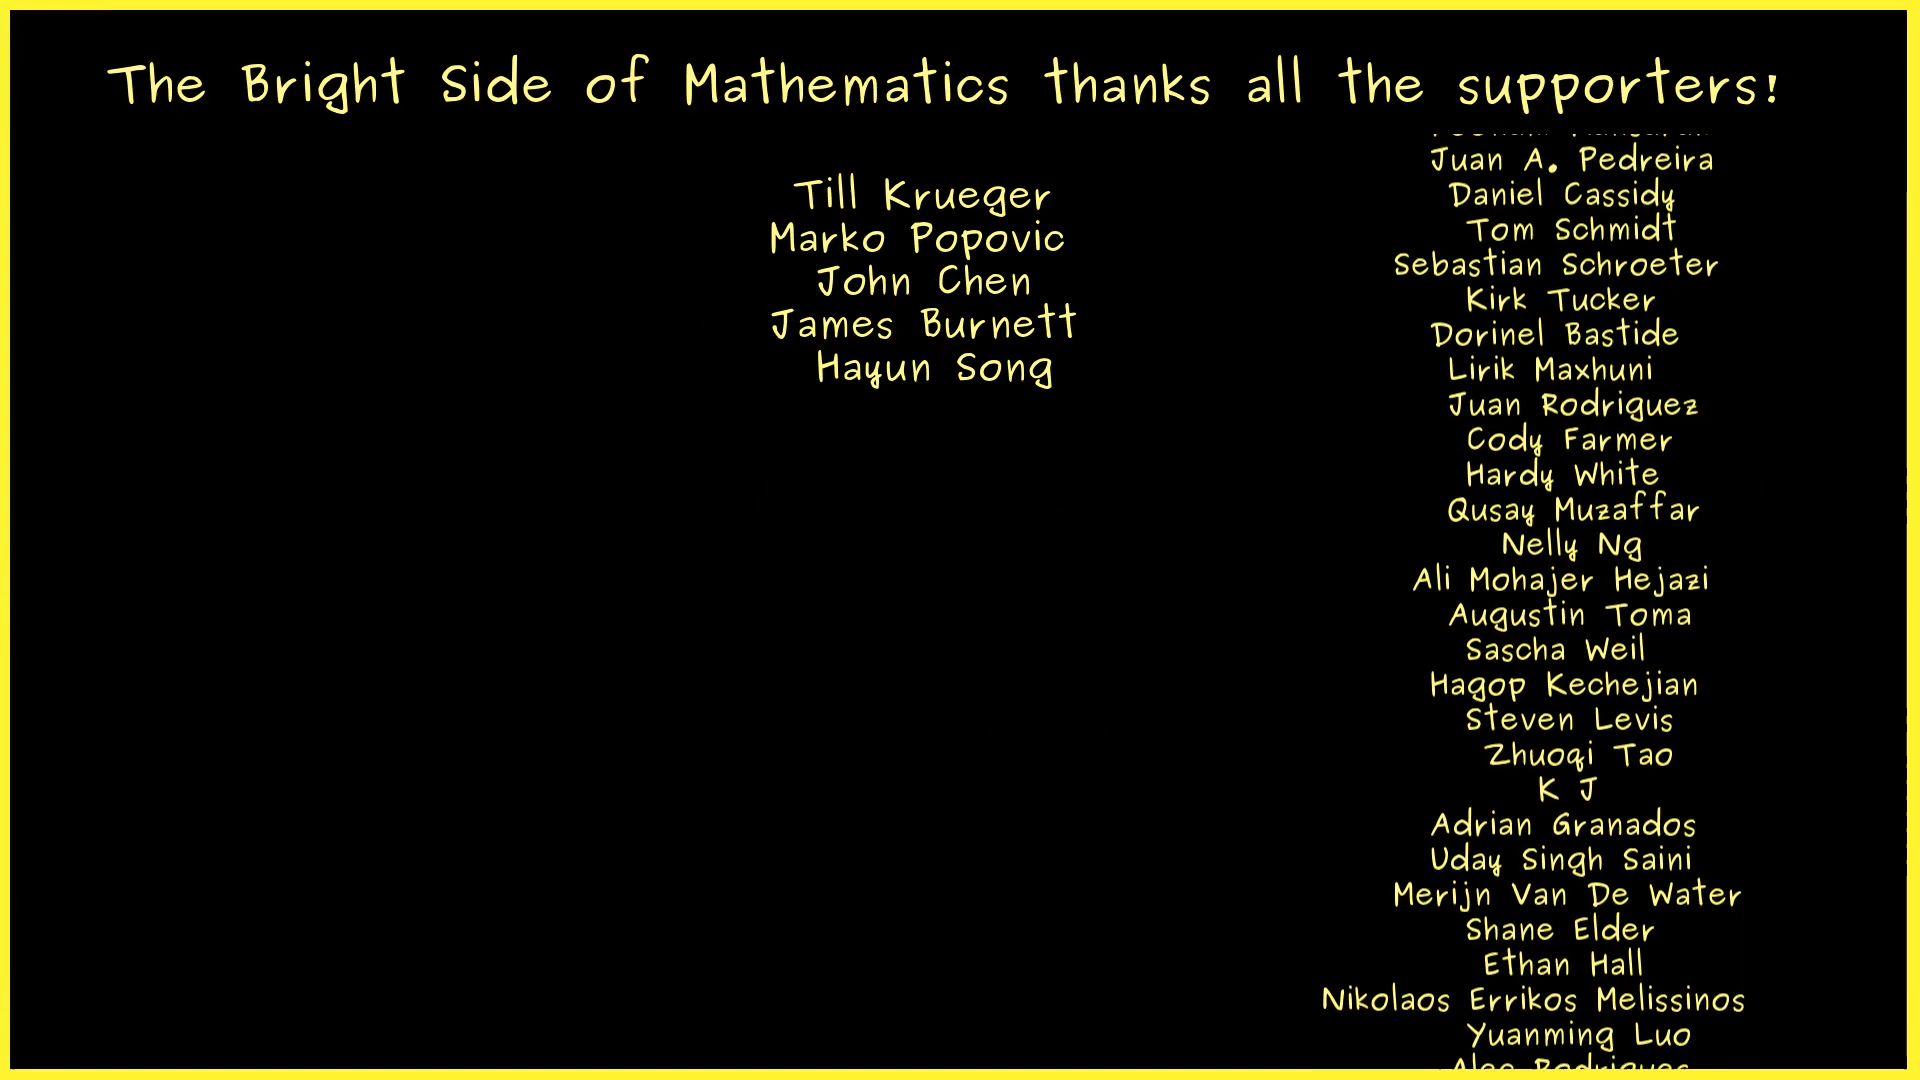 The Bright Side of Mathematics thanks all the supporters!
Till Krueger
Marko Popovic
John Chen
James Burnett
Hayun Song
Juan A. Pedreira
Daniel Cassidy
Tom Schmidt
Sebastian Schroeter
Kirk Tucker
Dorinel Bastide
Lirik Maxhuni
Juan Rodriguez
Cody Farmer
Hardy White
Qusay Muzaffar
Nelly Ng
Ali Mohajer Hejazi
Augustin Toma
Sascha Weil
Hagop Kechejian
Steven Levis
Zhuoqi Tao
K J
Adrian Granados
Uday Singh Saini
Merijn Van De Water
Shane Elder
Ethan Hall
Nikolaos Errikos Melissinos
Yuanming Luo